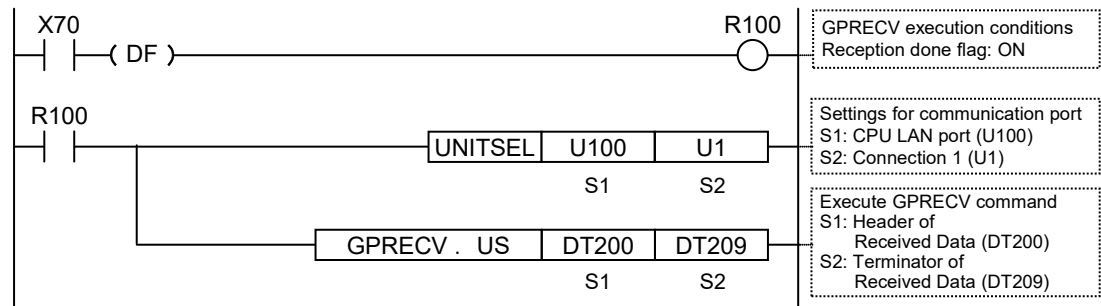 X70
( DF )
R100
GPRECV execution conditions
Reception done flag: ON
R100
UNITSEL U100 U1
S1 S2
Settings for communication port
S1: CPU LAN port (U100)
S2: Connection 1 (U1)
GPRECV . US DT200 DT209
S1 S2
Execute GPRECV command
S1: Header of
Received Data (DT200)
S2: Terminator of
Received Data (DT209)